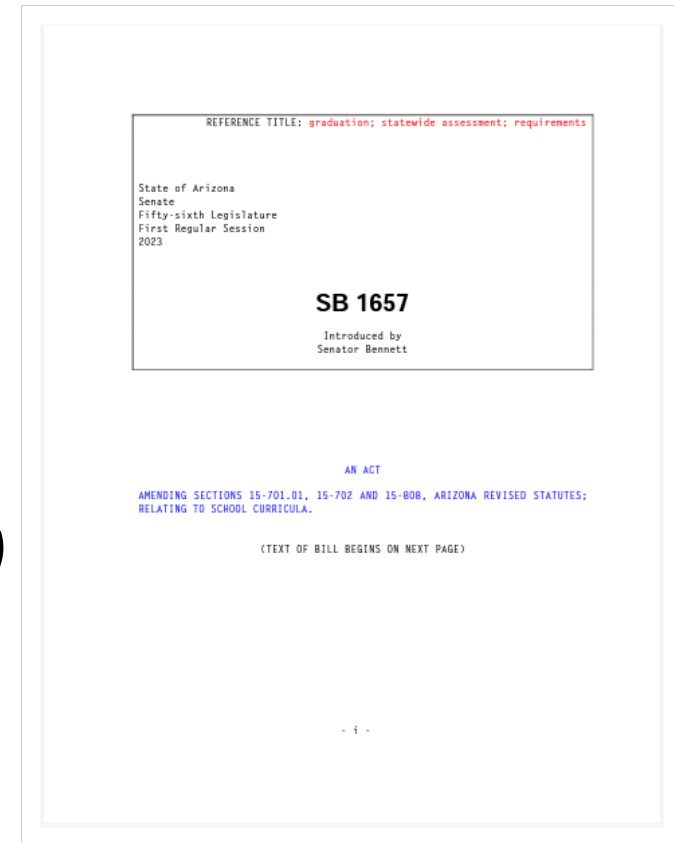 REFERENCE TITLE: graduation; statewide assessment; requirements
State of Arizona
Senate
Fifty-sixth Legislature
First Regular Session
2023
SB 1657
Introduced by
Senator Bennett
AN ACT
AMENDING SECTIONS 15-701.01, 15-702 AND 15-808, ARIZONA REVISED STATUTES;
RELATING TO SCHOOL CURRICULA.
(TEXT OF BILL BEGINS ON NEXT PAGE)
- i -